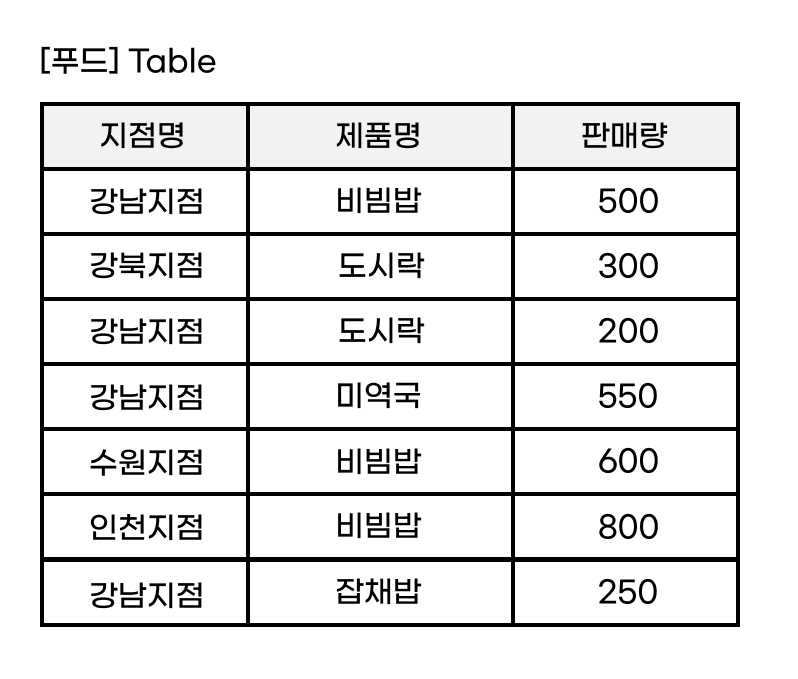 [푸드] Table
지점명 제품명 판매량
강남지점 비빔밥 500
강북지점 도시락 300
강남지점 도시락 200
강남지점 미역국 550
수원지점 비빔밥 600
인천지점 비빔밥 800
강남지점 잡채밥 250